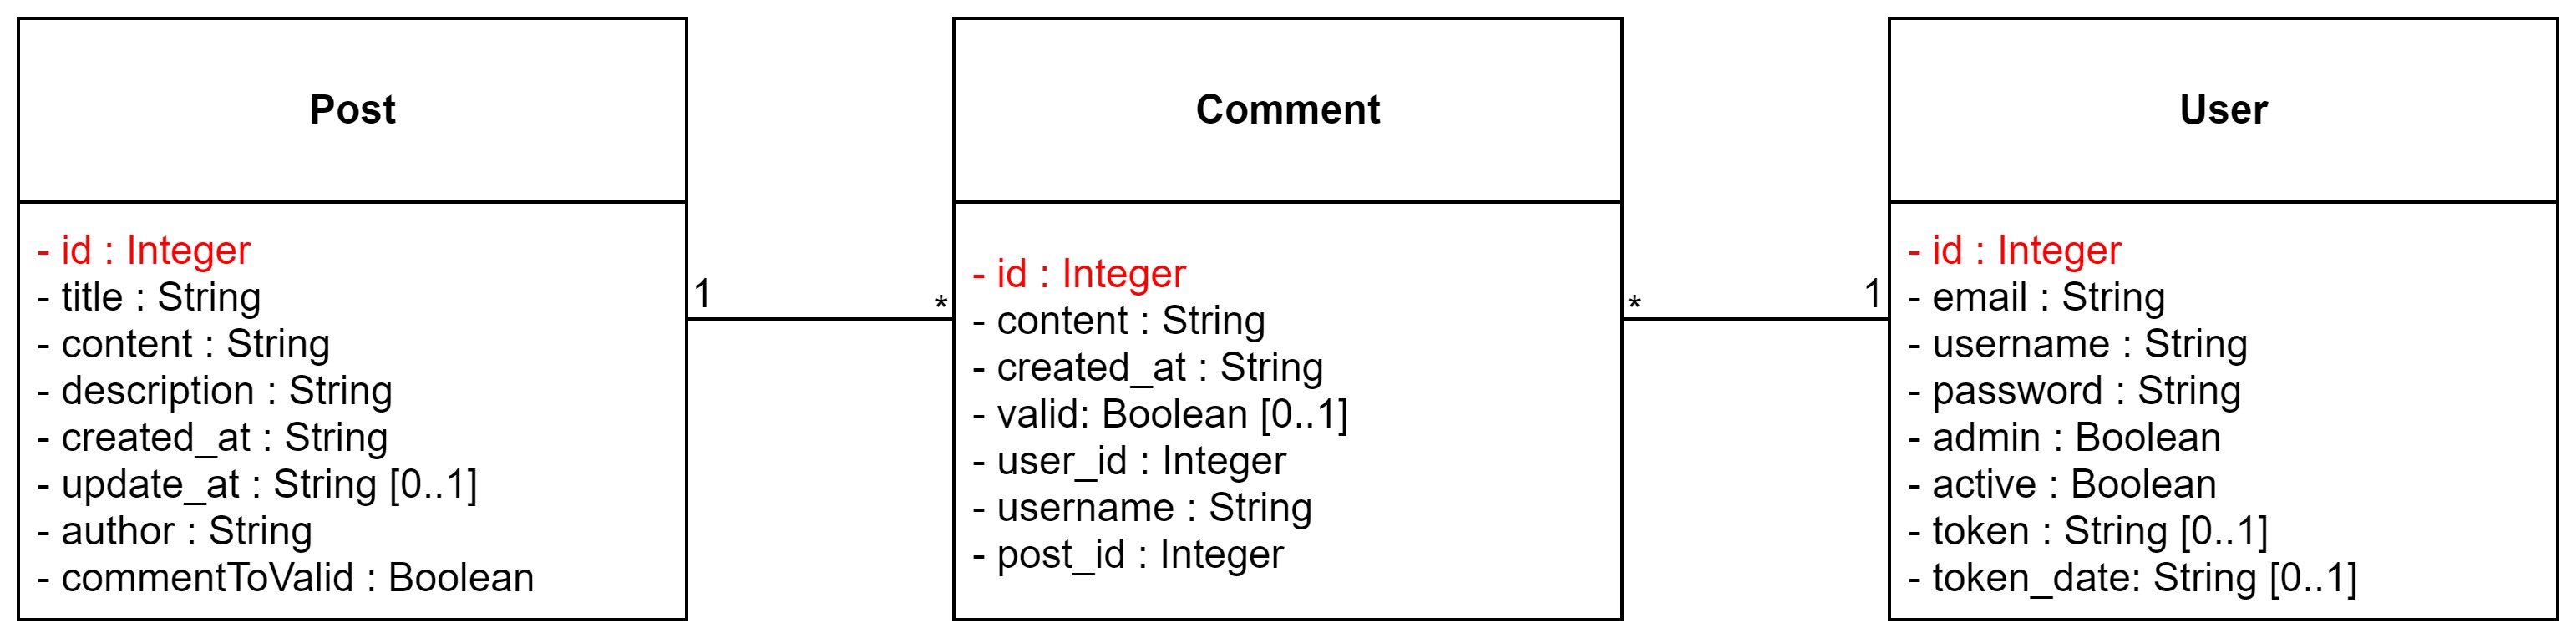 Post
- id : Integer
- title : String
- content : String
- description : String
- created_at : String
- update_at : String [0..1]
- author : String
- commentToValid : Boolean
1
*
Comment
- id : Integer
- content : String
- created_at : String
- valid: Boolean [0..1]
- user_id : Integer
- username : String
- post_id : Integer
*
1
User
- id : Integer
- email : String
- username : String
- password : String
- admin : Boolean
- active : Boolean
- token : String [0..1]
- token_date: String [0..1]